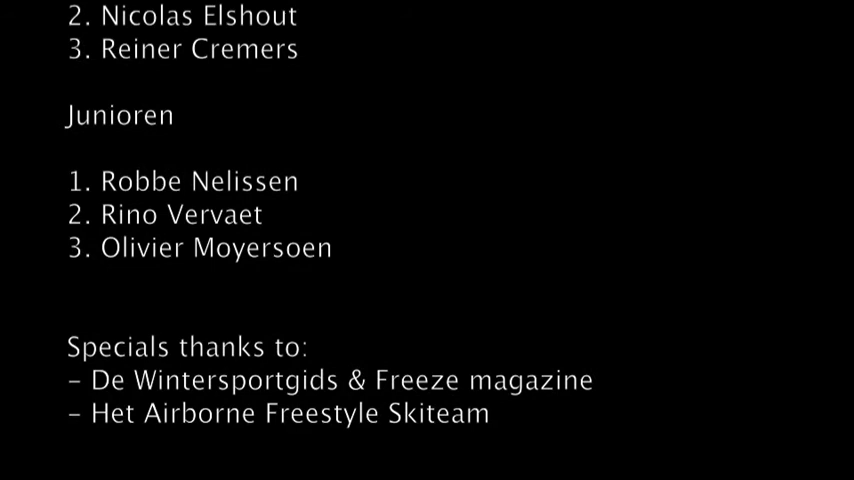 2. Nicolas Elshout
3. Reiner Cremers
Junioren
1. Robbe Nelissen
2. Rino Vervaet
3. Olivier Moyersoen
Specials thanks to:
- De Wintersportgids & Freeze magazine
- Het Airborne Freestyle Skiteam